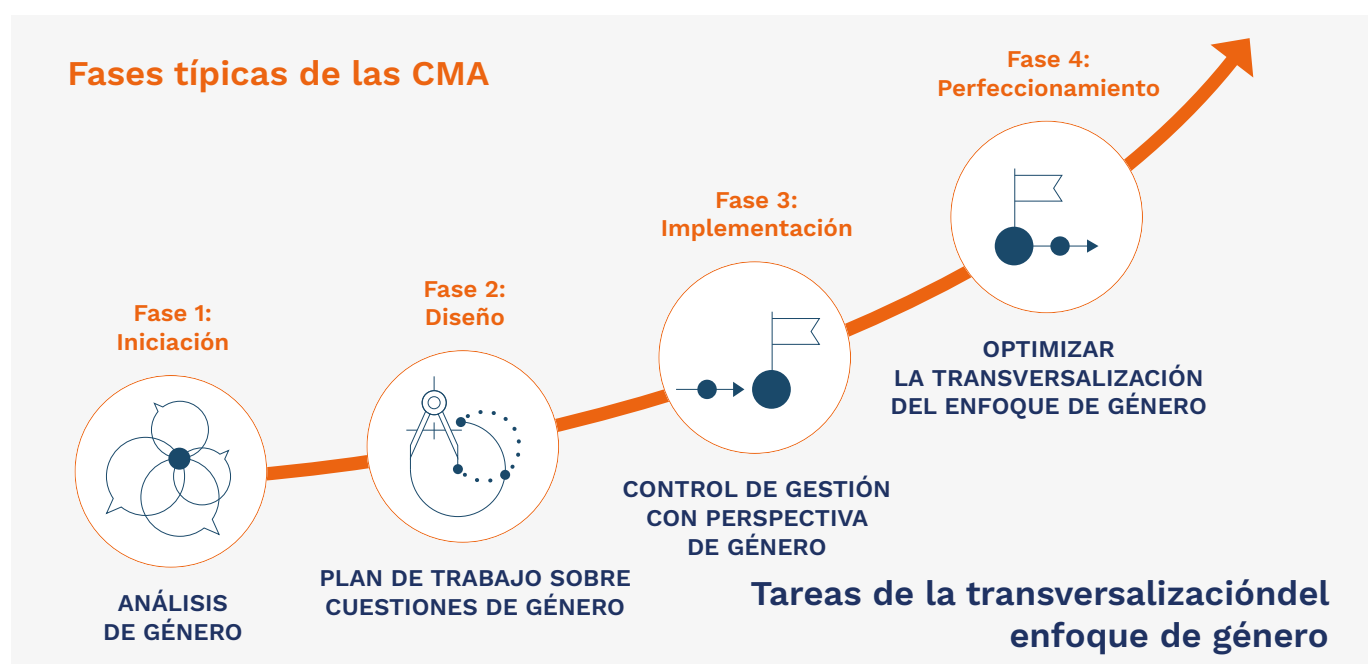 Fases típicas de las CMA
Fase 1:
Iniciación
ANÁLISIS
DE GÉNERO
Fase 2:
Diseño
PLAN DE TRABAJO SOBRE
CUESTIONES DE GÉNERO
Fase 3:
Implementación
CONTROL DE GESTIÓN
CON PERSPECTIVA
DE GÉNERO
Fase 4:
Perfeccionamiento
OPTIMIZAR
LA TRANSVERSALIZACIÓN
DEL ENFOQUE DE GÉNERO
Tareas de la transversalizacióndel
enfoque de género